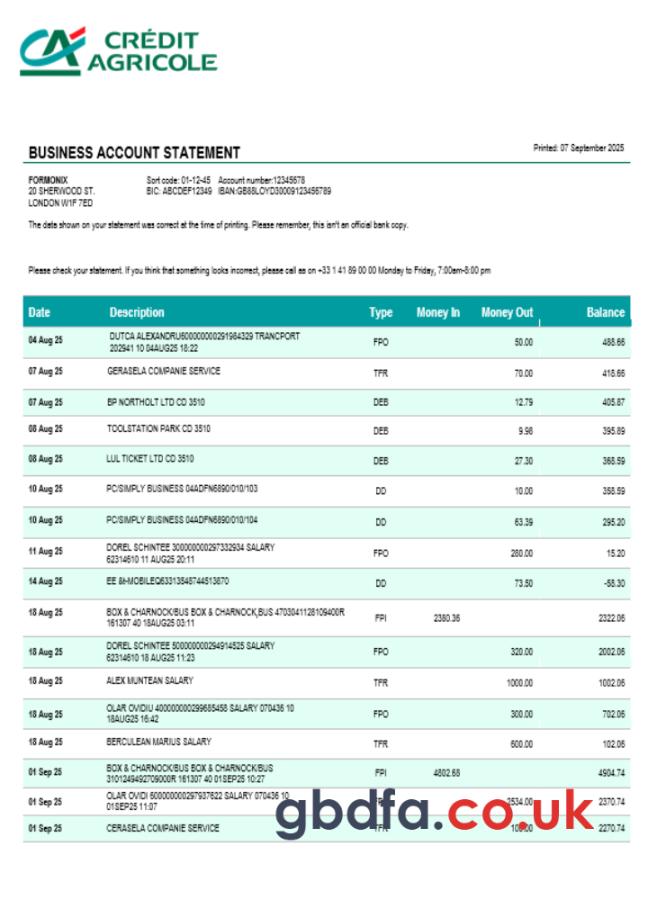 CRÉDIT
AGRICOLE
BUSINESS ACCOUNT STATEMENT
Printed: 07 September 2025
FORMONIX Sort code: 01-12-45 Account number:12345678
20 SHERWOOD ST. BIC: ABCDEF12349 IBAN:GB88LOYD30009123456789
LONDON W1F 7ED
The data shown on your statement was correct at the time of printing. Please remember, this isn't an official bank copy.
Please check your statement. If you think that something looks incorrect, please call as on +33 1 41 89 00 00 Monday to Friday, 7:00am-8:00 pm
Date Description Type Money In Money Out Balance
04 Aug 25 DUTCA ALEXANDRU600000000291984329 TRANCPORT FPO 50.00 488.66
202941 10 04AUG25 18:22
07 Aug 25 GERASELA COMPANIE SERVICE TFR 70.00 418.66
07 Aug 25 BP NORTHOLT LTD CD 3510 DEB 12.79 405.87
08 Aug 25 TOOLSTATION PARK CD 3510 DEB 9.98 395.89
08 Aug 25 LUL TICKET LTD CD 3510 DEB 27.30 368.59
10 Aug 25 PC/SIMPLY BUSINESS 04ADFN6890/010/103 DD 10.00 358.59
10 Aug 25 PC/SIMPLY BUSINESS 04ADFN6890/010/104 DD 63.39 295.20
11 Aug 25 DOREL SCHINTEE 300000000297332934 SALARY FPO 280.00 15.20
62314610 11 AUG25 20:11
14 Aug 25 EE &MOBILEQ63313548744513870 DD 73.50 -58.30
18 Aug 25 BOX & CHARNOCK/BUS BOX & CHARNOCK,BUS 4703041128109400R FPI 2380.36 2322.06
161307 40 18AUG25 03:11
18 Aug 25 DOREL SCHINTEE 500000000294914525 SALARY FPO 320.00 2002.06
62314610 18 AUG25 11:23
18 Aug 25 ALEX MUNTEAN SALARY TFR 1000.00 1002.06
18 Aug 25 OLAR OVIDIU 400000000299685458 SALARY 070436 10 FPO 300.00 702.06
18AUG25 16:42
18 Aug 25 BERCULEAN MARIUS SALARY TFR 600.00 102.06
01 Sep 25 BOX & CHARNOCK/BUS BOX & CHARNOCK/BUS FPI 4802.68 4904.74
3101249492709000R 161307 40 01SEP25 10:27
01 Sep 25 OLAR OVIDI 600000000297937622 SALARY 070436 10 2534.00 2370.74
01SEP25 11:07
01 Sep 25 CERASELA COMPANIE SERVICE TFR 100.00 2270.74
gbdfa.co.uk